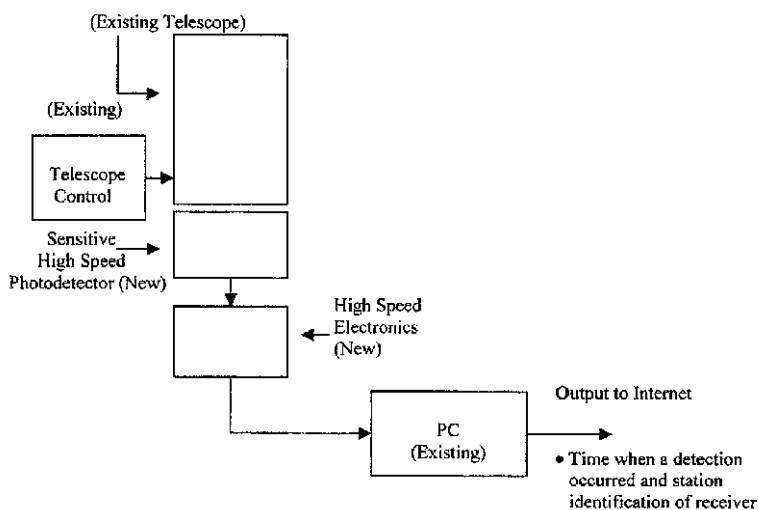 (Existing Telescope)
(Existing)
Telescope
Control
Sensitive
High Speed
Photodetector (New)
High Speed
Electronics
(New)
PC
(Existing)
Output to Internet
• Time when a detection
occurred and station
identification of receiver